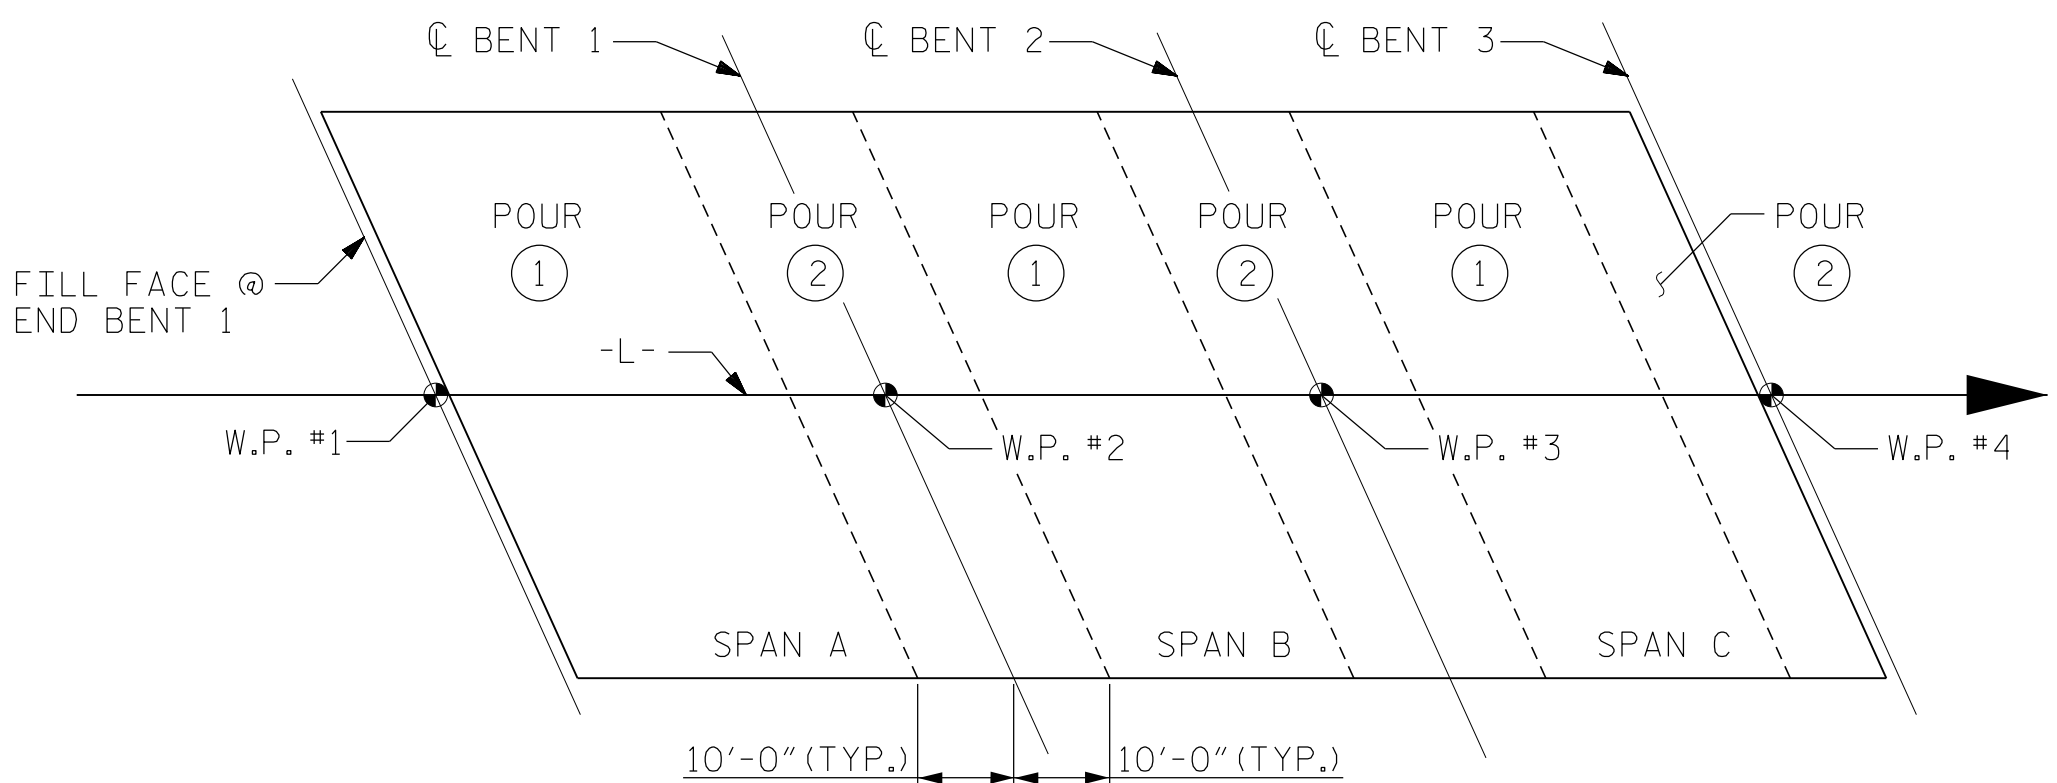 ℄ BENT 1
℄ BENT 2
℄ BENT 3
POUR
1
POUR
2
POUR
1
POUR
2
POUR
1
POUR
2
FILL FACE @
END BENT 1
-L-
W.P. #1
W.P. #2
W.P. #3
W.P. #4
SPAN A
SPAN B
SPAN C
10'-0" (TYP.)
10'-0" (TYP.)